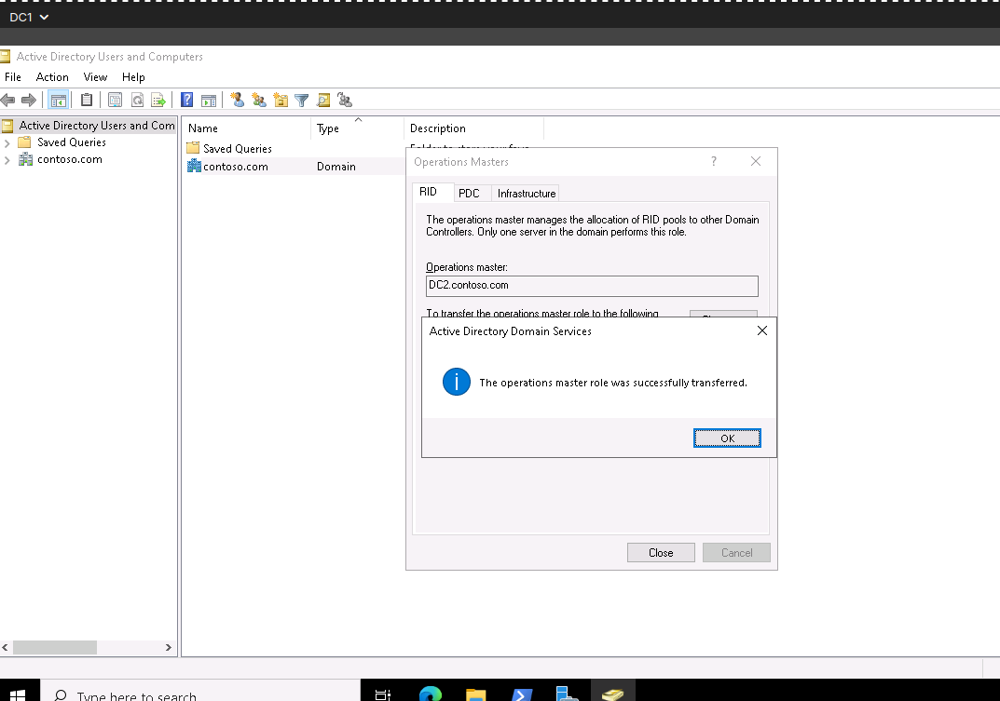 DC1
Active Directory Users and Computers
File Action View Help
Active Directory Users and Com
Saved Queries
contoso.com
Name Type Description
Saved Queries
contoso.com Domain
Operations Masters
RID PDC Infrastructure
The operations master manages the allocation of RID pools to other Domain
Controllers. Only one server in the domain performs this role.
Operations master:
DC2.contoso.com
To transfer the operations master role to the following
Active Directory Domain Services
The operations master role was successfully transferred.
OK
Close Cancel
Type here to search